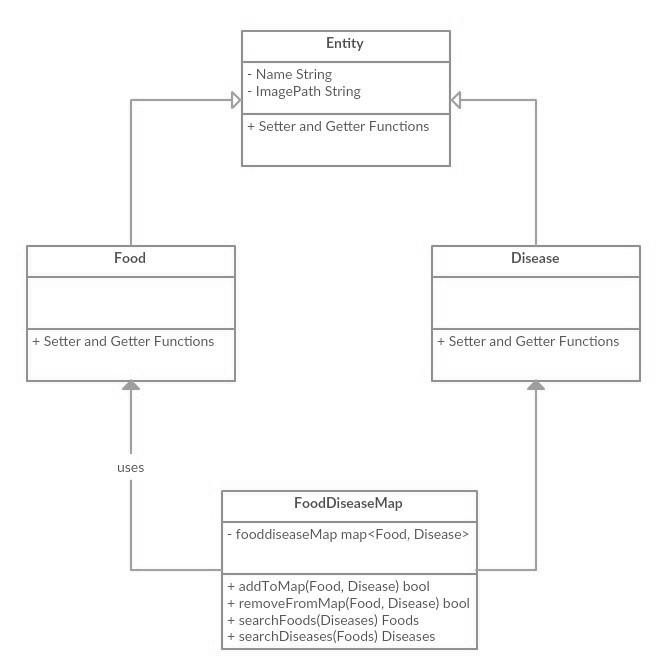 Entity
- Name String
- ImagePath String
+ Setter and Getter Functions
Food
+ Setter and Getter Functions
Disease
+ Setter and Getter Functions
uses
FoodDiseaseMap
- fooddiseaseMap map<Food, Disease>
+ addToMap(Food, Disease) bool
+ removeFromMap(Food, Disease) bool
+ searchFoods(Diseases) Foods
+ searchDiseases(Foods) Diseases